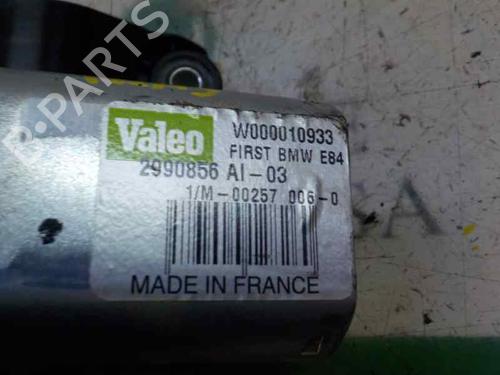 B-PARTS
Valeo
W000010933
FIRST BMW E84
2990856 AI-03
1/M-00257 006-0
MADE IN FRANCE